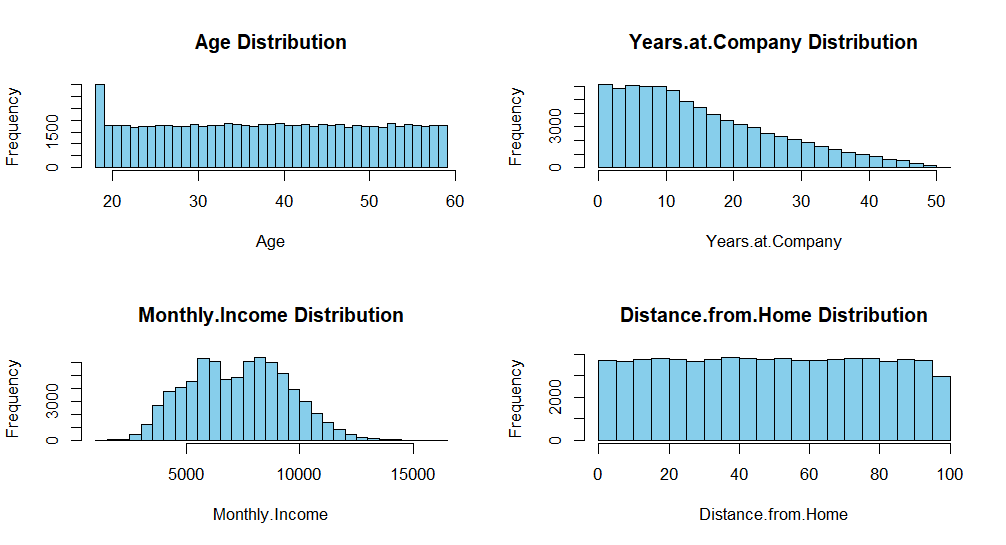 Age Distribution
Frequency
0
1500
20
30
40
50
60
Age
Years.at.Company Distribution
Frequency
0
3000
0
10
20
30
40
50
Years.at.Company
Monthly.Income Distribution
Frequency
0
3000
5000
10000
15000
Monthly.Income
Distance.from.Home Distribution
Frequency
0
2000
0
20
40
60
80
100
Distance.from.Home